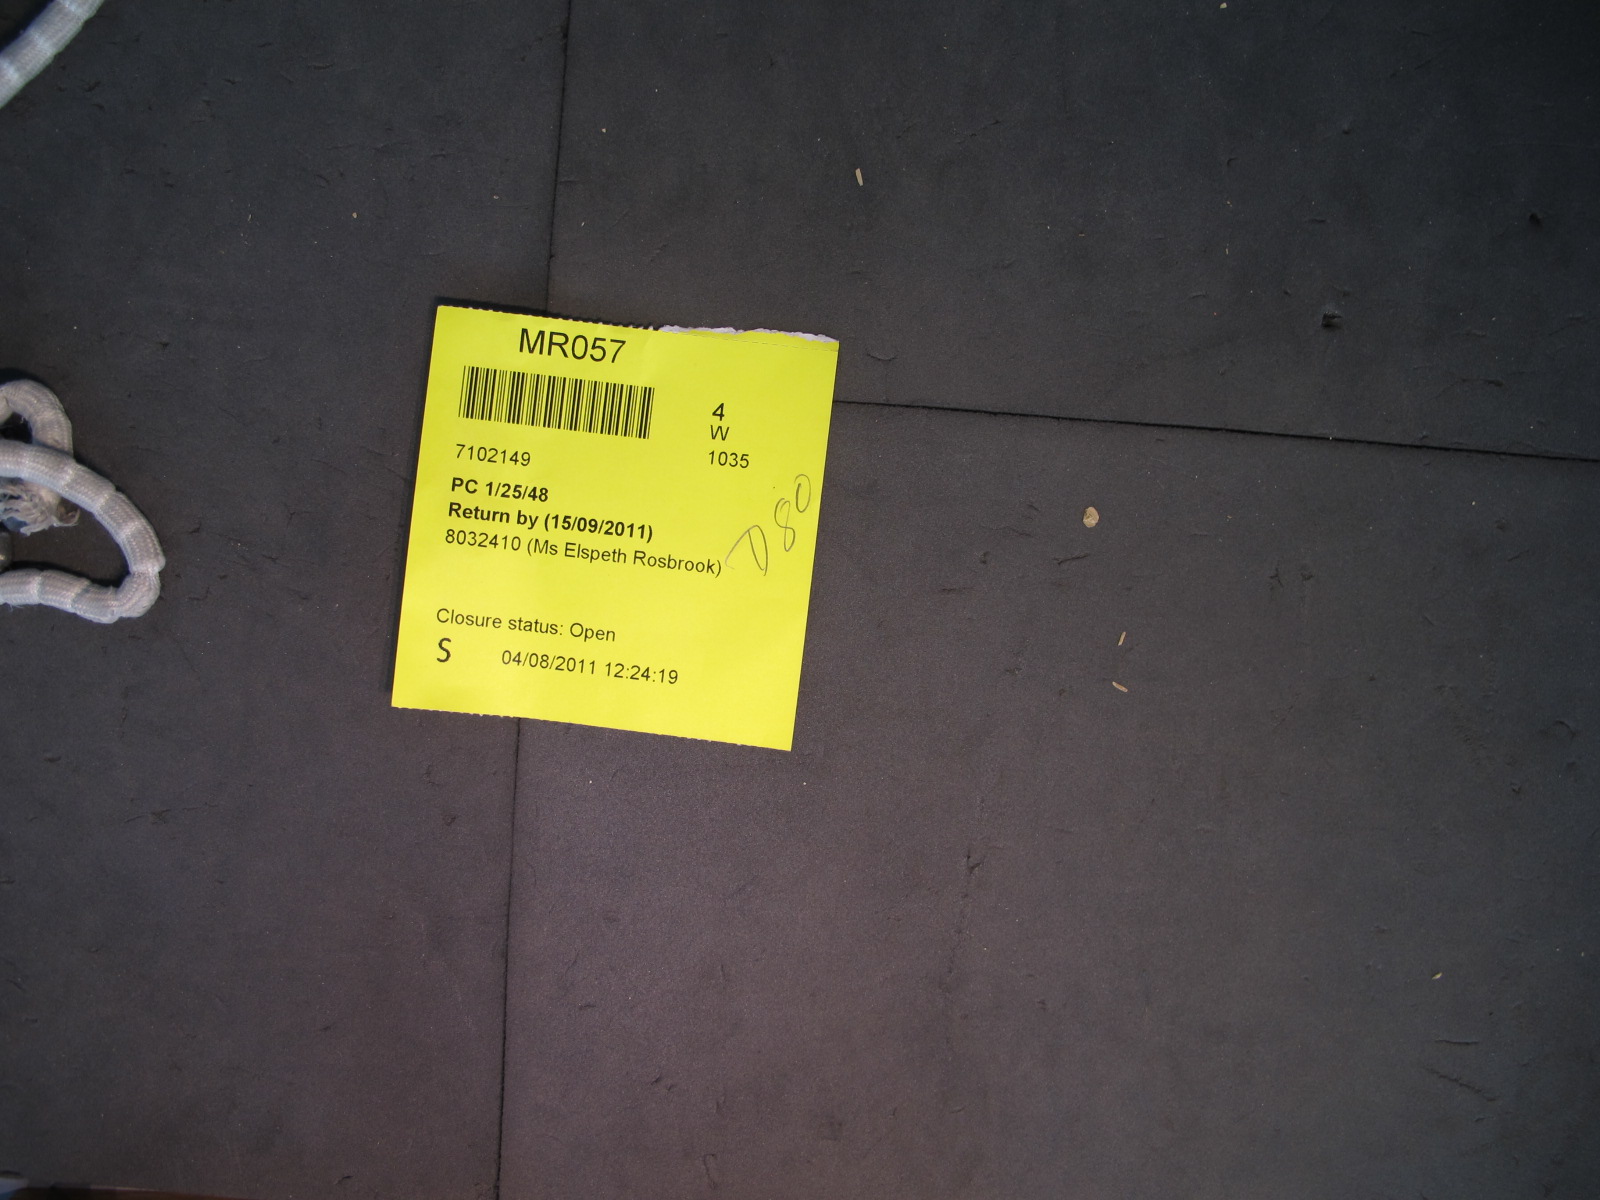 MR057
4
W
7102149
1035
PC 1/25/48
Return by (15/09/2011)
8032410 (Ms Elspeth Rosbrook)
D80
Closure status: Open
S 04/08/2011 12:24:19